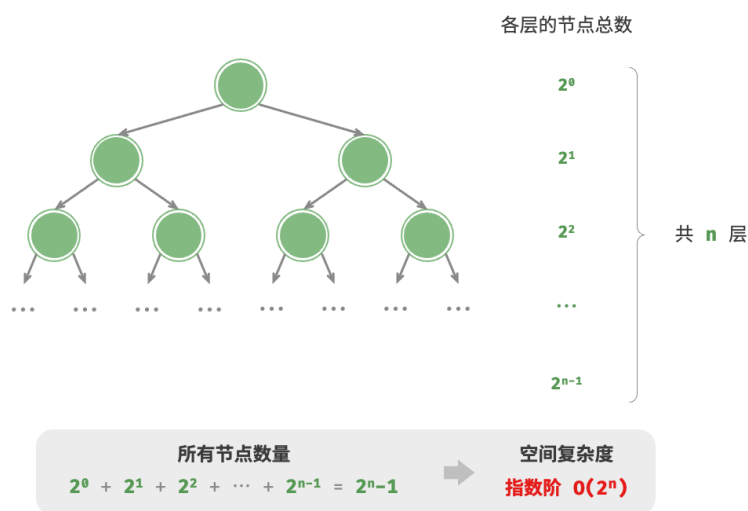 各层的节点总数
2⁰
2¹
2²
...
2ⁿ⁻¹
共 n 层
... ... ... ... ... ... ... ...
所有节点数量
2⁰ + 2¹ + 2² + ... + 2ⁿ⁻¹ = 2ⁿ-1
空间复杂度
指数阶 O(2ⁿ)